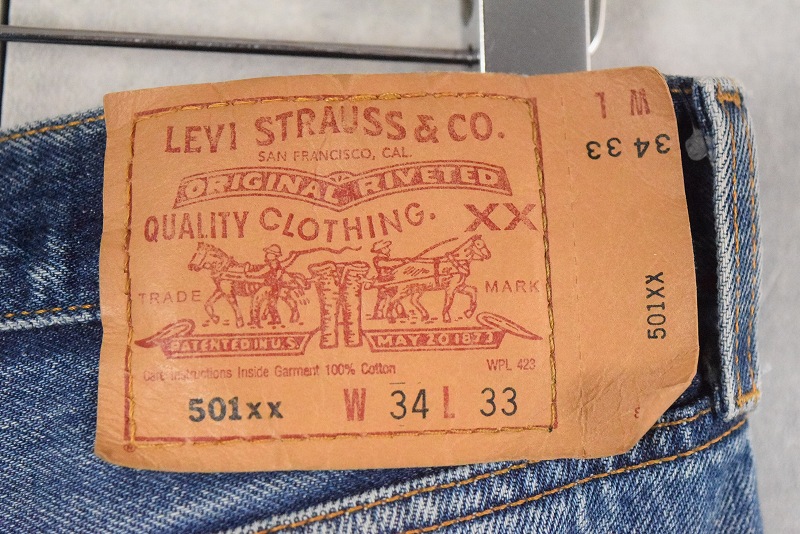 LEVI STRAUSS & CO.
SAN FRANCISCO, CAL.
ORIGINAL RIVETED
QUALITY CLOTHING. XX
TRADE MARK
PATENTED IN U.S. MAY 20 1873
Care Instructions Inside Garment 100% Cotton WPL 423
501xx W 34 L 33
W L
34 33
501XX